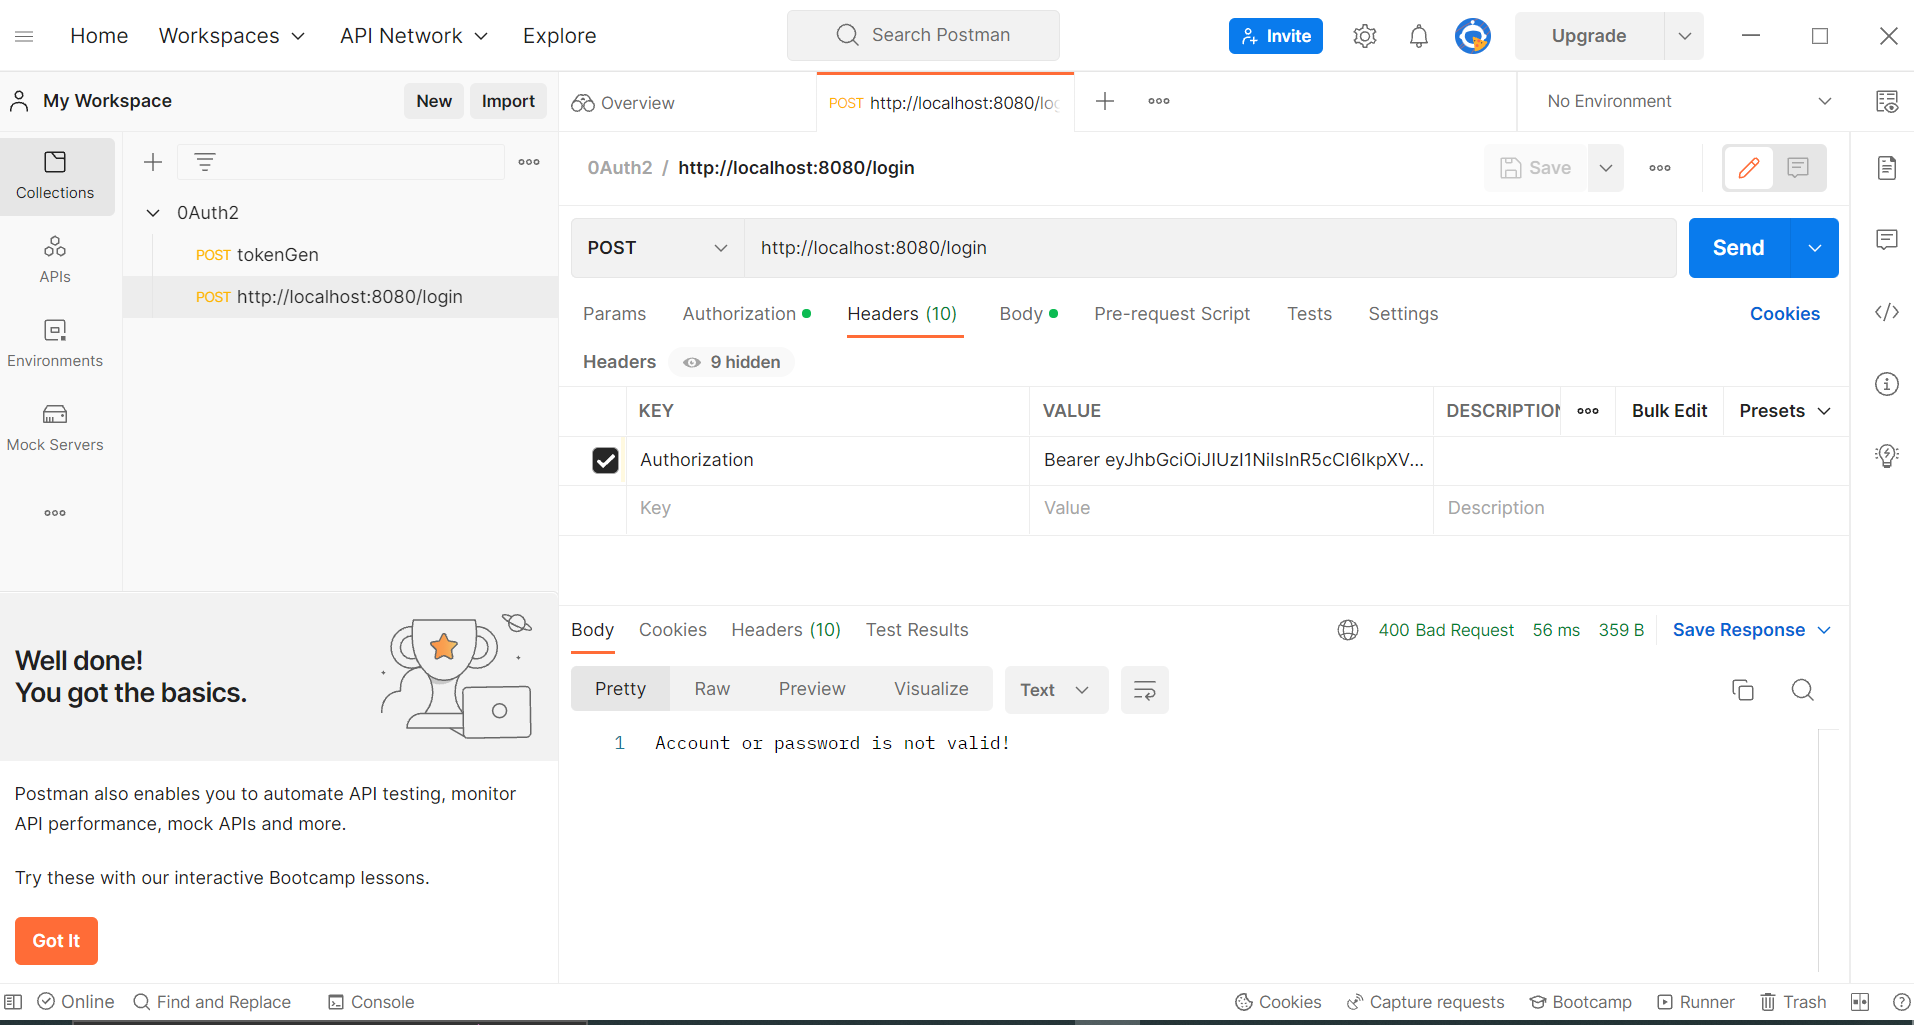 Home
Workspaces
API Network
Explore
Search Postman
Invite
Upgrade
My Workspace
New
Import
Overview
POST http://localhost:8080/log
No Environment
Collections
APIs
Environments
Mock Servers
0Auth2
POST tokenGen
POST http://localhost:8080/login
0Auth2 / http://localhost:8080/login
Save
POST
http://localhost:8080/login
Send
Params
Authorization
Headers (10)
Body
Pre-request Script
Tests
Settings
Cookies
Headers
9 hidden
KEY
VALUE
DESCRIPTION
Bulk Edit
Presets
Authorization
Bearer eyJhbGciOiJIUzI1NiIsInR5cCI6IkpXV...
Key
Value
Description
Body
Cookies
Headers (10)
Test Results
400 Bad Request
56 ms
359 B
Save Response
Pretty
Raw
Preview
Visualize
Text
1 Account or password is not valid!
Well done!
You got the basics.
Postman also enables you to automate API testing, monitor
API performance, mock APIs and more.
Try these with our interactive Bootcamp lessons.
Got It
Online
Find and Replace
Console
Cookies
Capture requests
Bootcamp
Runner
Trash